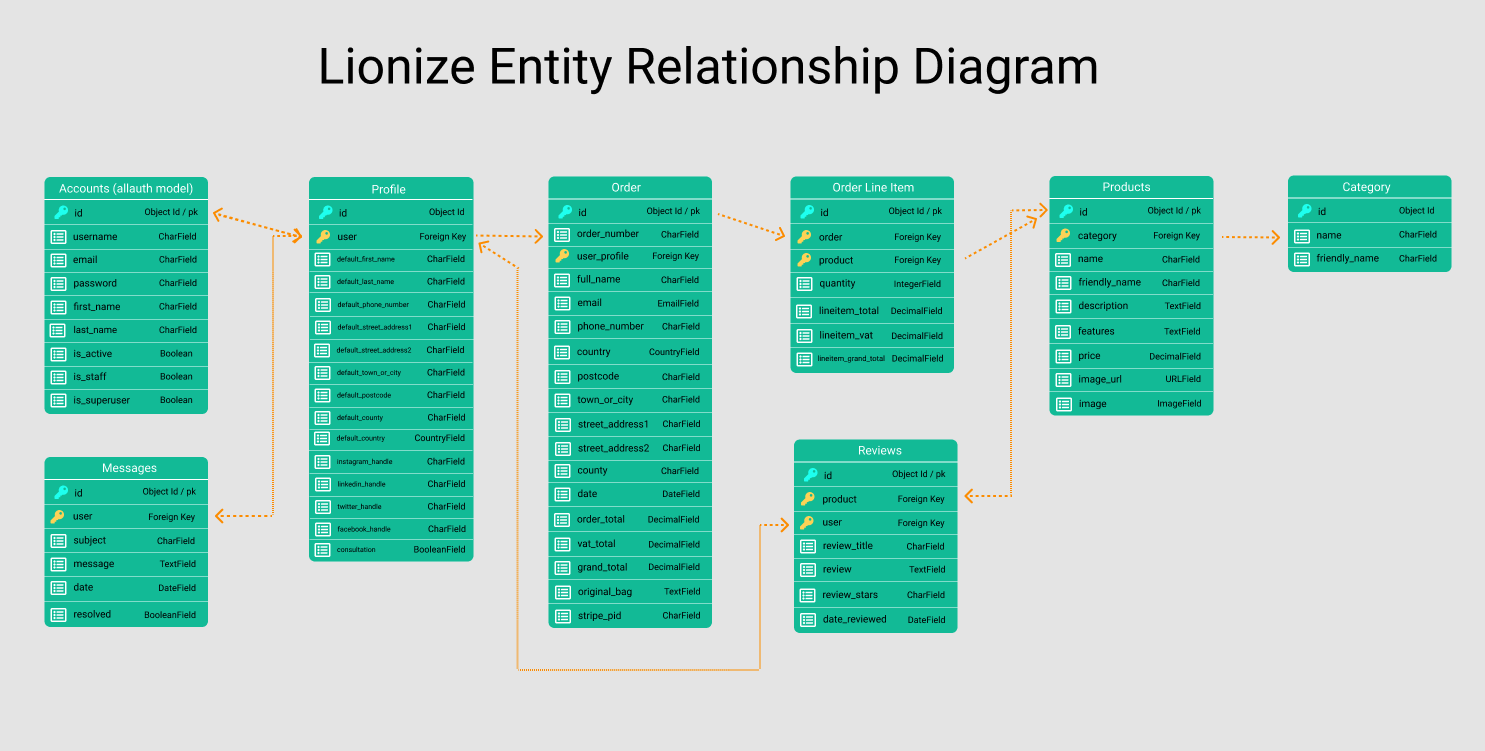 Lionize Entity Relationship Diagram
Accounts (allauth model)
id Object Id / pk
username CharField
email CharField
password CharField
first_name CharField
last_name CharField
is_active Boolean
is_staff Boolean
is_superuser Boolean
Messages
id Object Id / pk
user Foreign Key
subject CharField
message TextField
date DateField
resolved BooleanField
Profile
id Object Id
user Foreign Key
default_first_name CharField
default_last_name CharField
default_phone_number CharField
default_street_address1 CharField
default_street_address2 CharField
default_town_or_city CharField
default_postcode CharField
default_county CharField
default_country CountryField
instagram_handle CharField
linkedin_handle CharField
twitter_handle CharField
facebook_handle CharField
consultation BooleanField
Order
id Object Id / pk
order_number CharField
user_profile Foreign Key
full_name CharField
email EmailField
phone_number CharField
country CountryField
postcode CharField
town_or_city CharField
street_address1 CharField
street_address2 CharField
county CharField
date DateField
order_total DecimalField
vat_total DecimalField
grand_total DecimalField
original_bag TextField
stripe_pid CharField
Order Line Item
id Object Id / pk
order Foreign Key
product Foreign Key
quantity IntegerField
lineitem_total DecimalField
lineitem_vat DecimalField
lineitem_grand_total DecimalField
Reviews
id Object Id / pk
product Foreign Key
user Foreign Key
review_title CharField
review TextField
review_stars CharField
date_reviewed DateField
Products
id Object Id / pk
category Foreign Key
name CharField
friendly_name CharField
description TextField
features TextField
price DecimalField
image_url URLField
image ImageField
Category
id Object Id
name CharField
friendly_name CharField